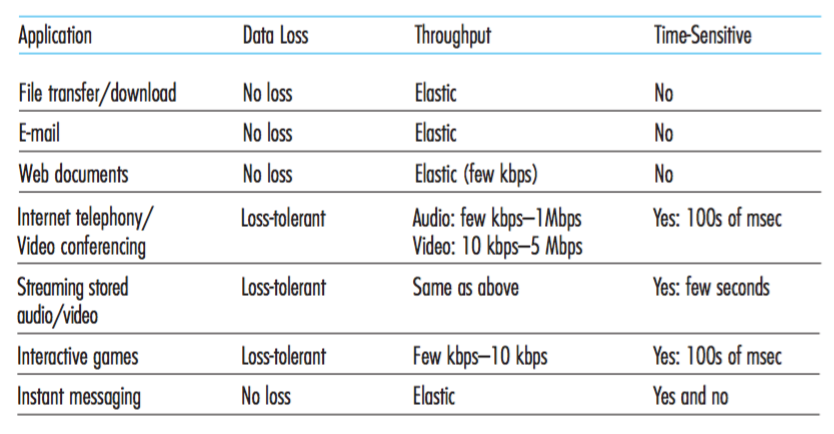 Application Data Loss Throughput Time-Sensitive
File transfer/download No loss Elastic No
E-mail No loss Elastic No
Web documents No loss Elastic (few kbps) No
Internet telephony/ Loss-tolerant Audio: few kbps–1Mbps Yes: 100s of msec
Video conferencing Video: 10 kbps–5 Mbps
Streaming stored Loss-tolerant Same as above Yes: few seconds
audio/video
Interactive games Loss-tolerant Few kbps–10 kbps Yes: 100s of msec
Instant messaging No loss Elastic Yes and no